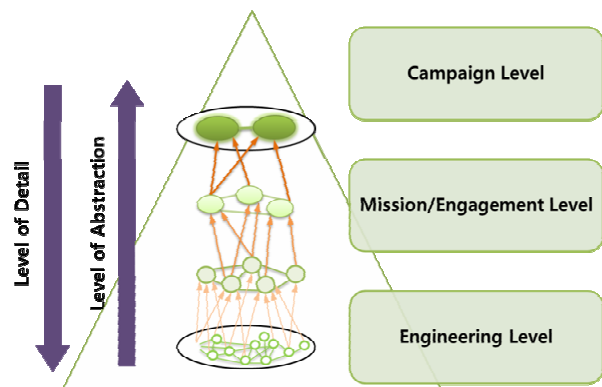 Level of Detail
Level of Abstraction
Campaign Level
Mission/Engagement Level
Engineering Level